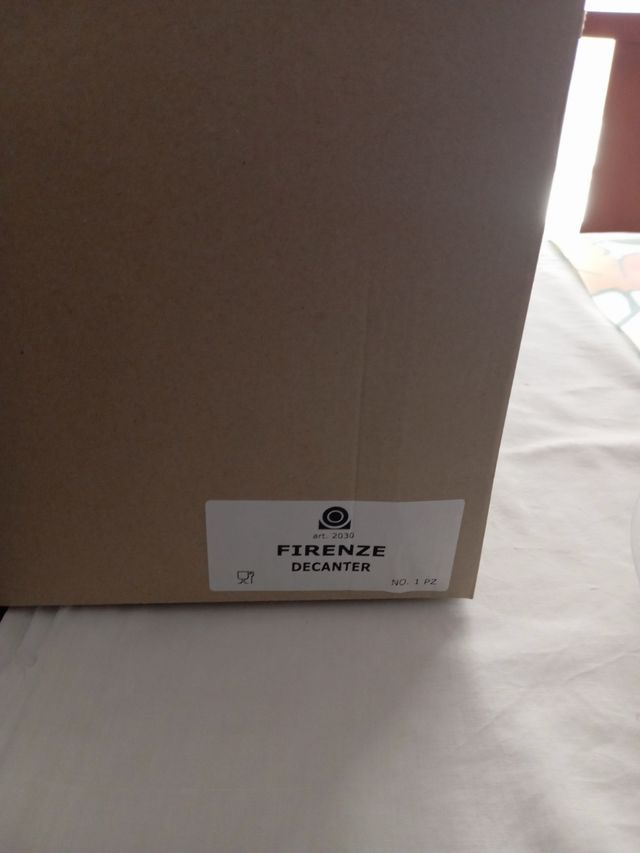 art. 2030
FIRENZE
DECANTER
NO. 1 PZ